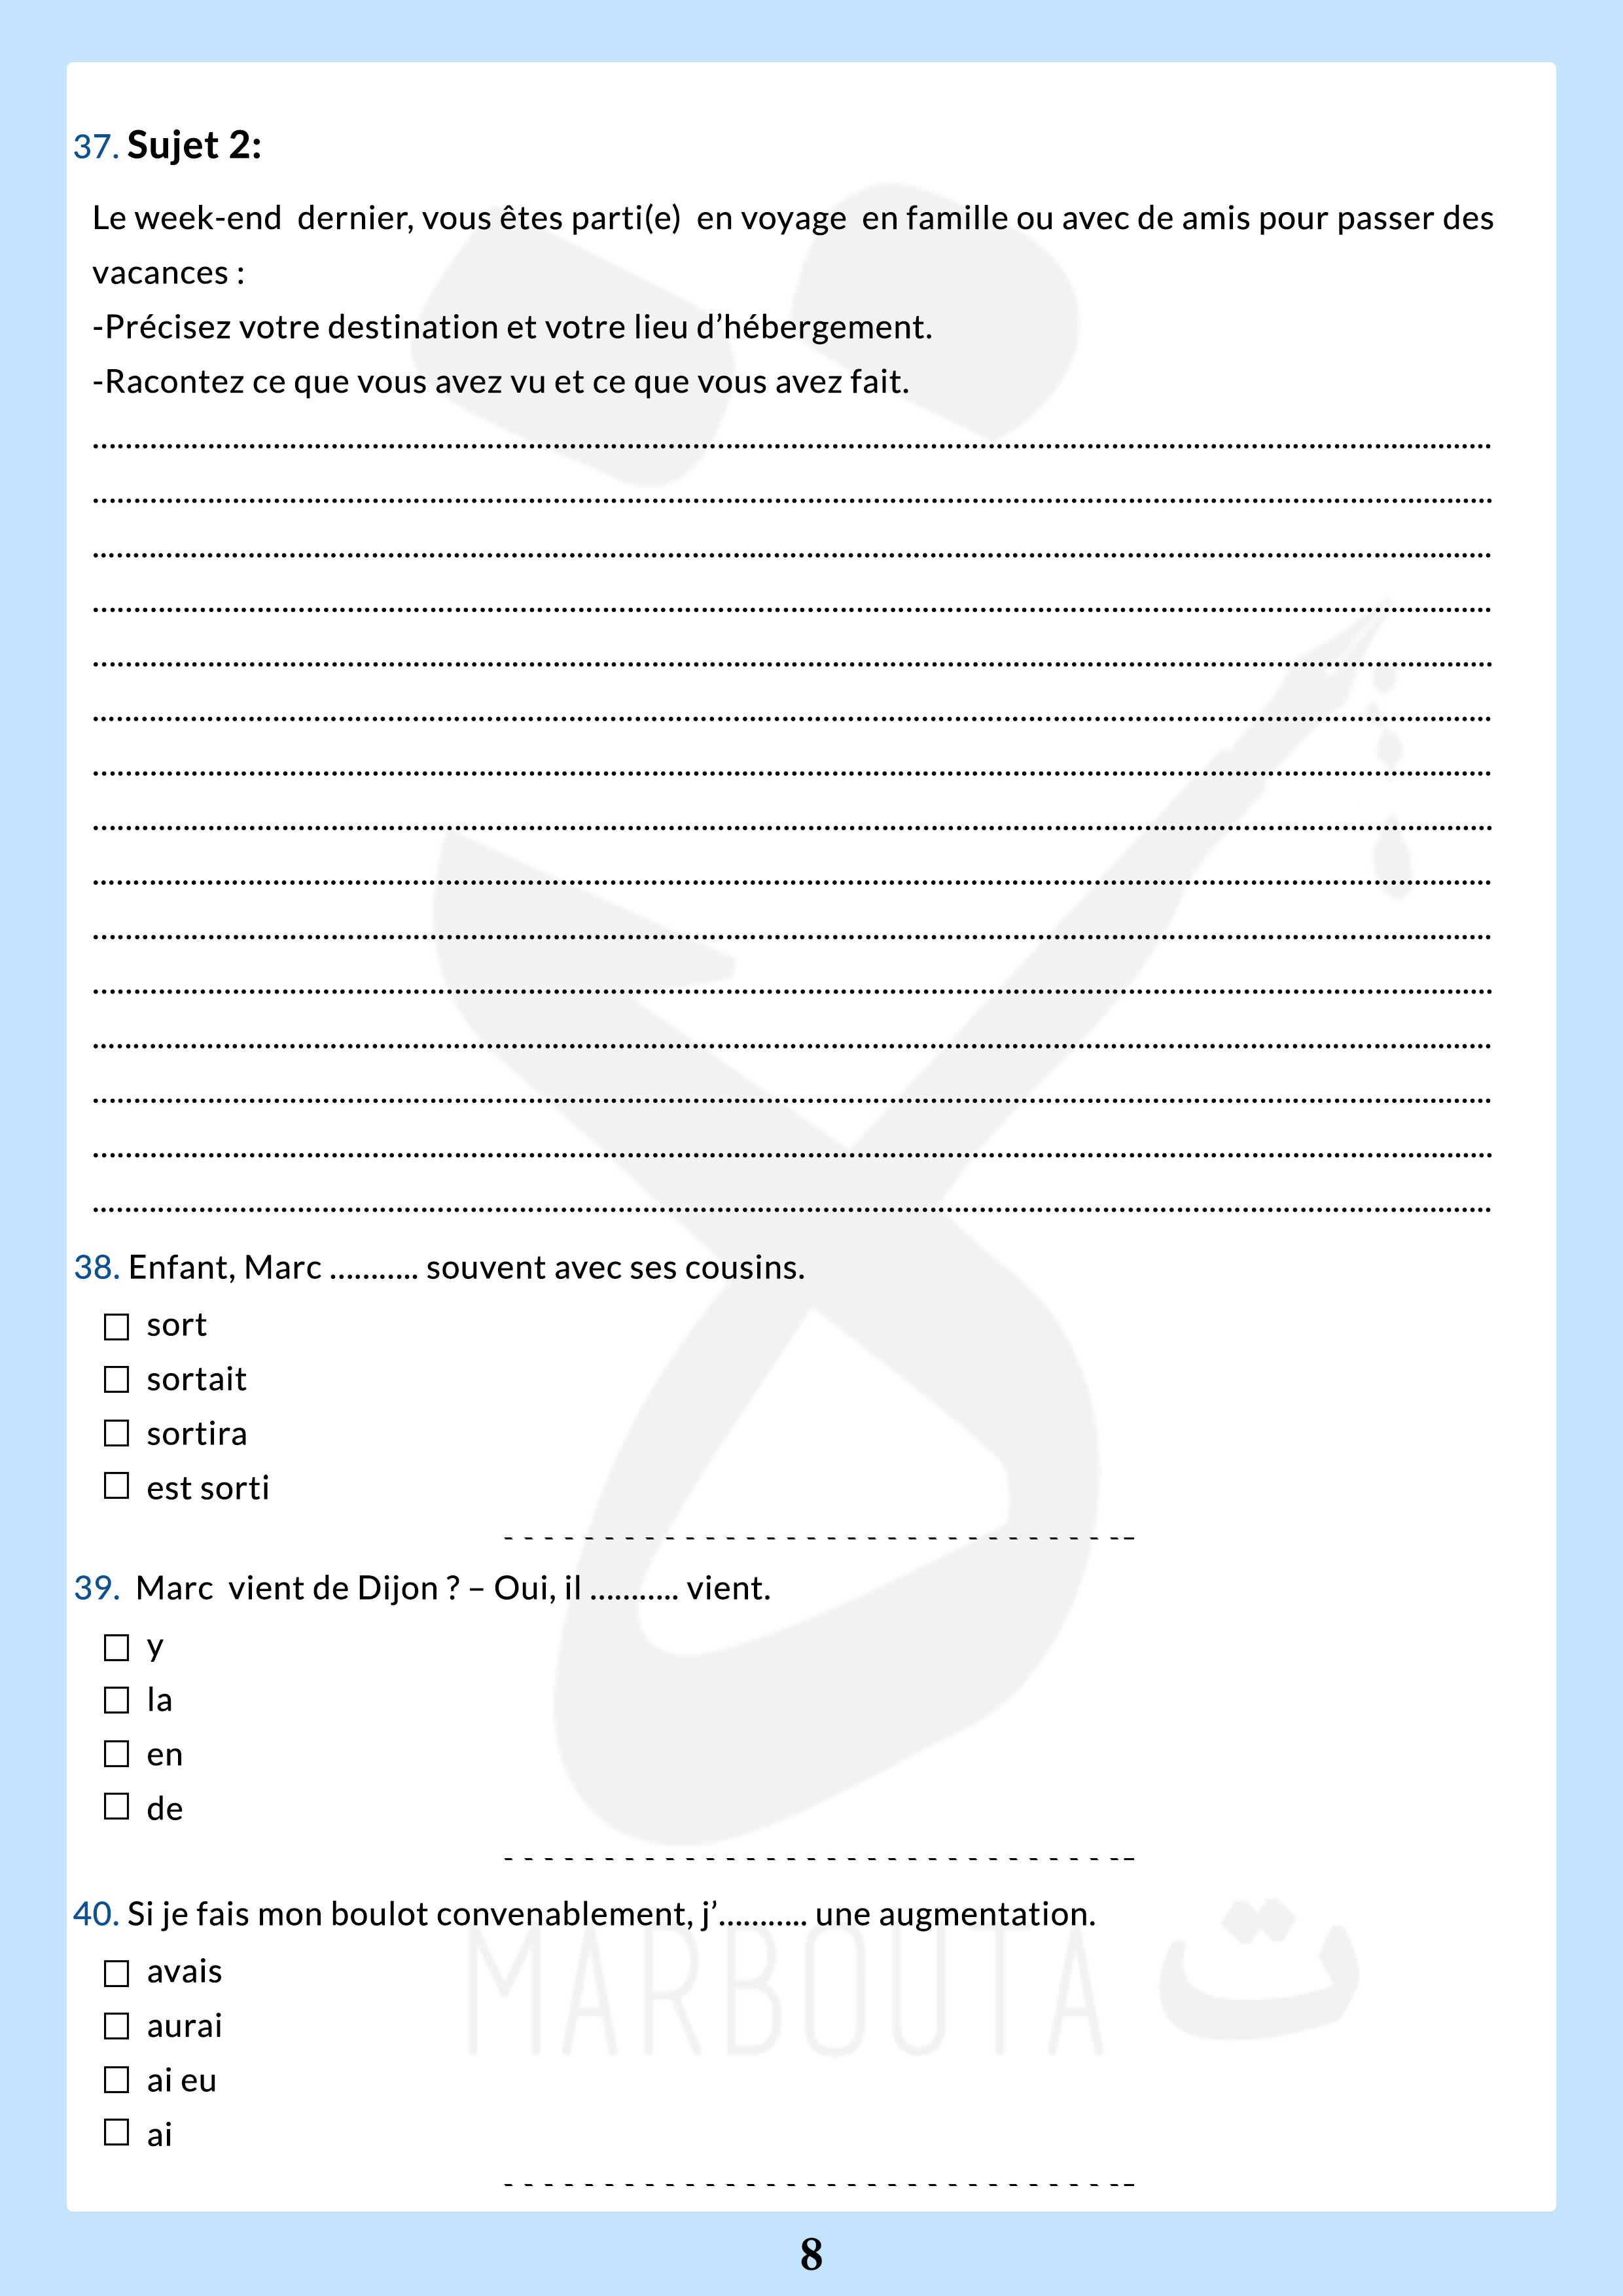 37. Sujet 2:
Le week-end dernier, vous êtes parti(e) en voyage en famille ou avec de amis pour passer des
vacances :
-Précisez votre destination et votre lieu d’hébergement.
-Racontez ce que vous avez vu et ce que vous avez fait.
38. Enfant, Marc ........... souvent avec ses cousins.
sort
sortait
sortira
est sorti
39. Marc vient de Dijon ? – Oui, il ........... vient.
y
la
en
de
40. Si je fais mon boulot convenablement, j’........... une augmentation.
MARBOUTA ت
avais
aurai
ai eu
ai
8